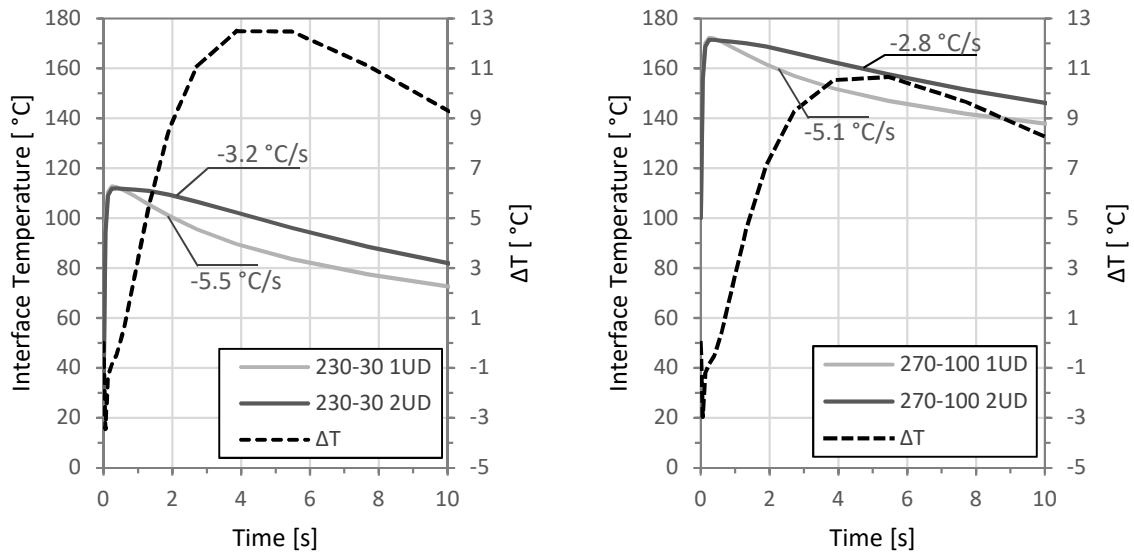 180
160
140
120
100
80
60
40
20
0
Interface Temperature [ °C]
13
11
9
7
5
3
1
-1
-3
-5
ΔT [ °C]
-3.2 °C/s
-5.5 °C/s
230-30 1UD
230-30 2UD
ΔT
0 2 4 6 8 10
Time [s]
180
160
140
120
100
80
60
40
20
0
Interface Temperature [ °C]
13
11
9
7
5
3
1
-1
-3
-5
ΔT [ °C]
-2.8 °C/s
-5.1 °C/s
270-100 1UD
270-100 2UD
ΔT
0 2 4 6 8 10
Time [s]